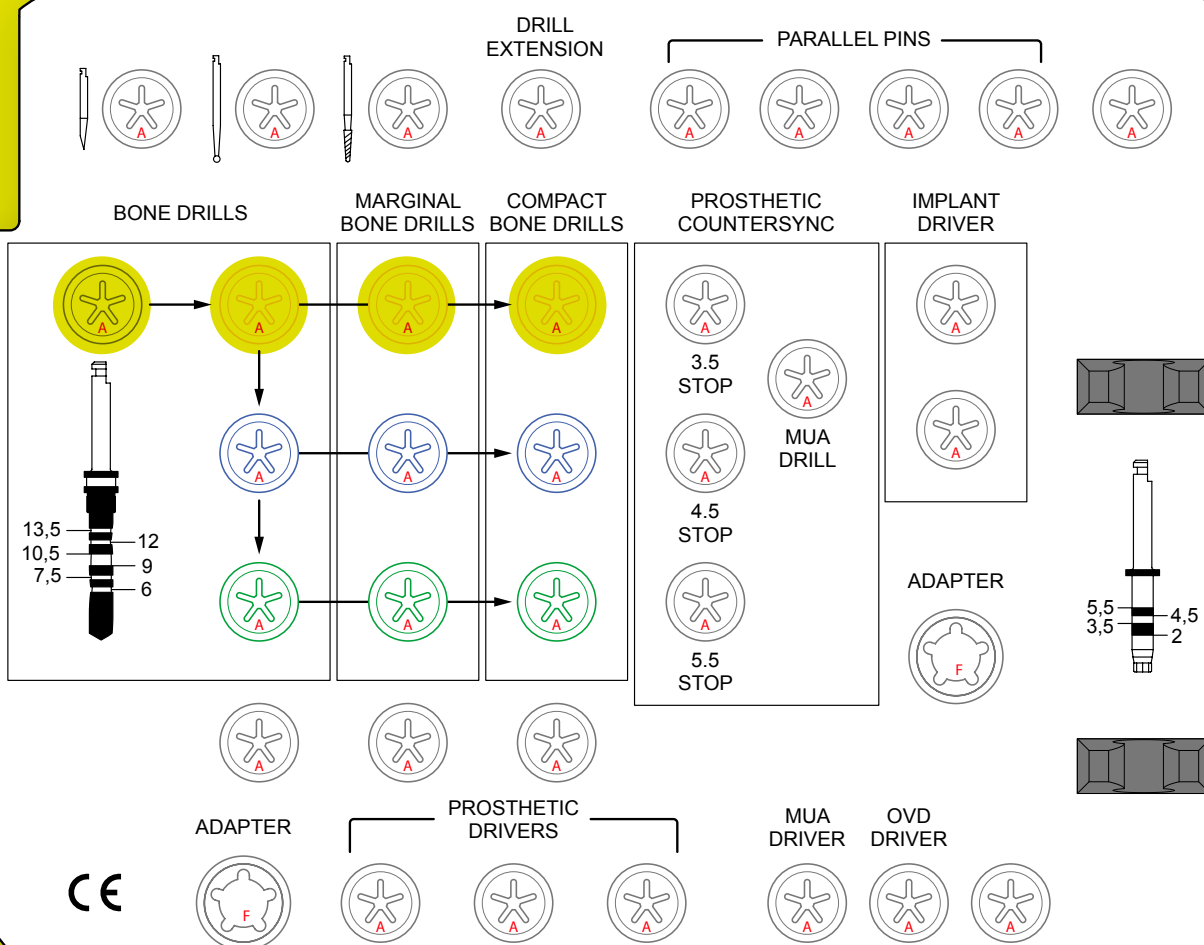 DRILL
EXTENSION
PARALLEL PINS
A A A A A A A A A
BONE DRILLS
MARGINAL
BONE DRILLS
COMPACT
BONE DRILLS
PROSTHETIC
COUNTERSYNC
IMPLANT
DRIVER
A A A A A A
3.5
STOP
A
MUA
DRILL
A A A A A
4.5
STOP
13,5
12
10,5
9
7,5
6
A A A A
5.5
STOP
ADAPTER
F
5,5
4,5
3,5
2
A A A
ADAPTER
PROSTHETIC
DRIVERS
MUA
DRIVER
OVD
DRIVER
CE
F A A A A A A